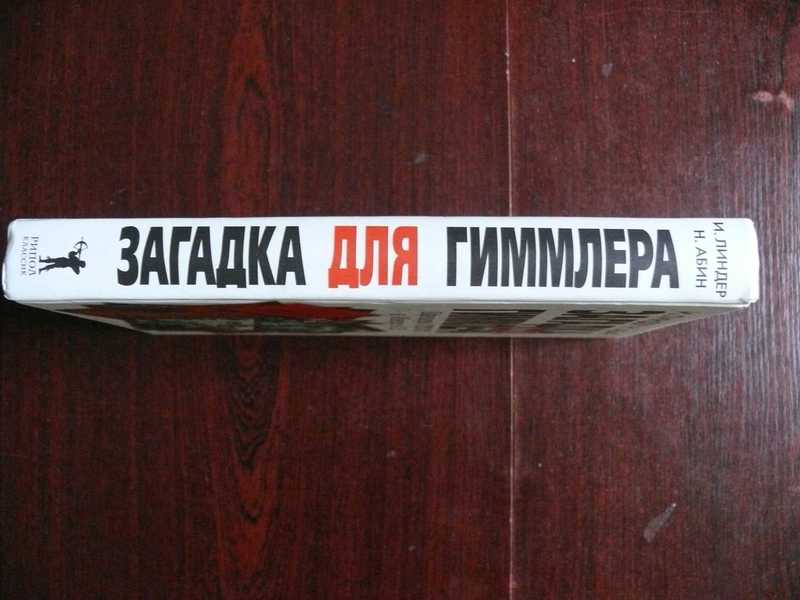 РИПОЛ
КЛАССИК
ЗАГАДКА ДЛЯ ГИММЛЕРА
И. ЛИНДЕР
Н. АБИН